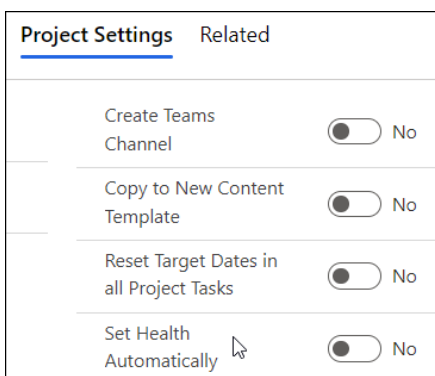 Project Settings Related
Create Teams
Channel
No
Copy to New Content
Template
No
Reset Target Dates in
all Project Tasks
No
Set Health
Automatically
No